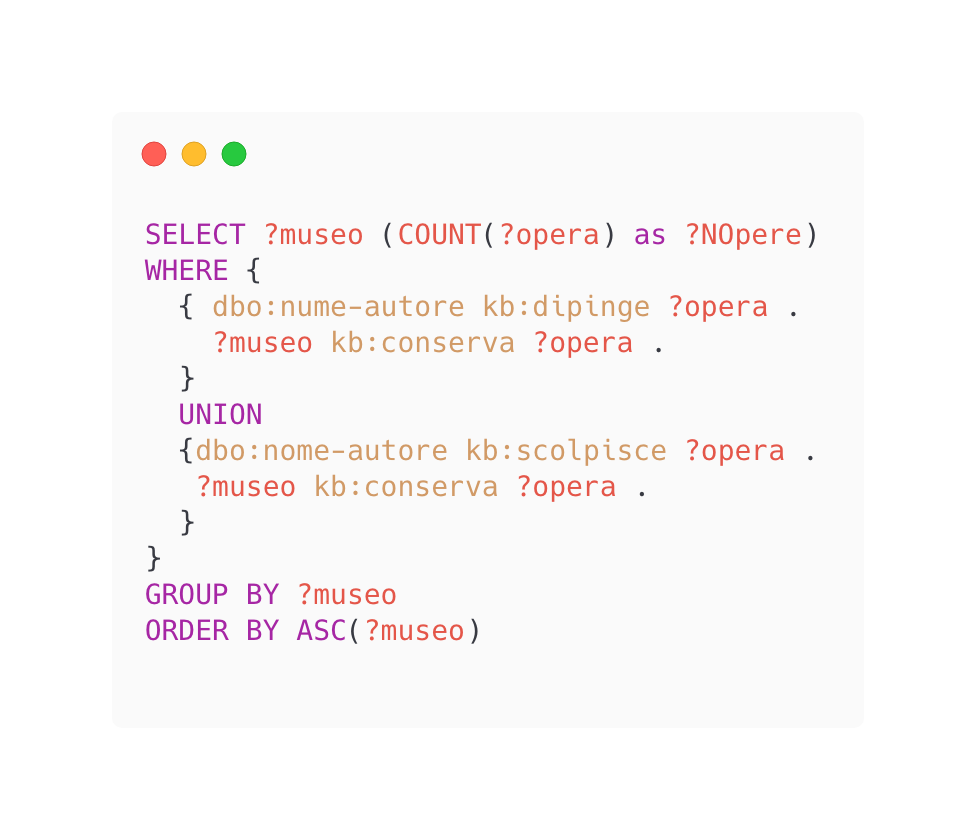 SELECT ?museo (COUNT(?opera) as ?NOpere)
WHERE {
  { dbo:nume-autore kb:dipinge ?opera .
    ?museo kb:conserva ?opera .
  }
  UNION
  {dbo:nome-autore kb:scolpisce ?opera .
   ?museo kb:conserva ?opera .
  }
}
GROUP BY ?museo
ORDER BY ASC(?museo)